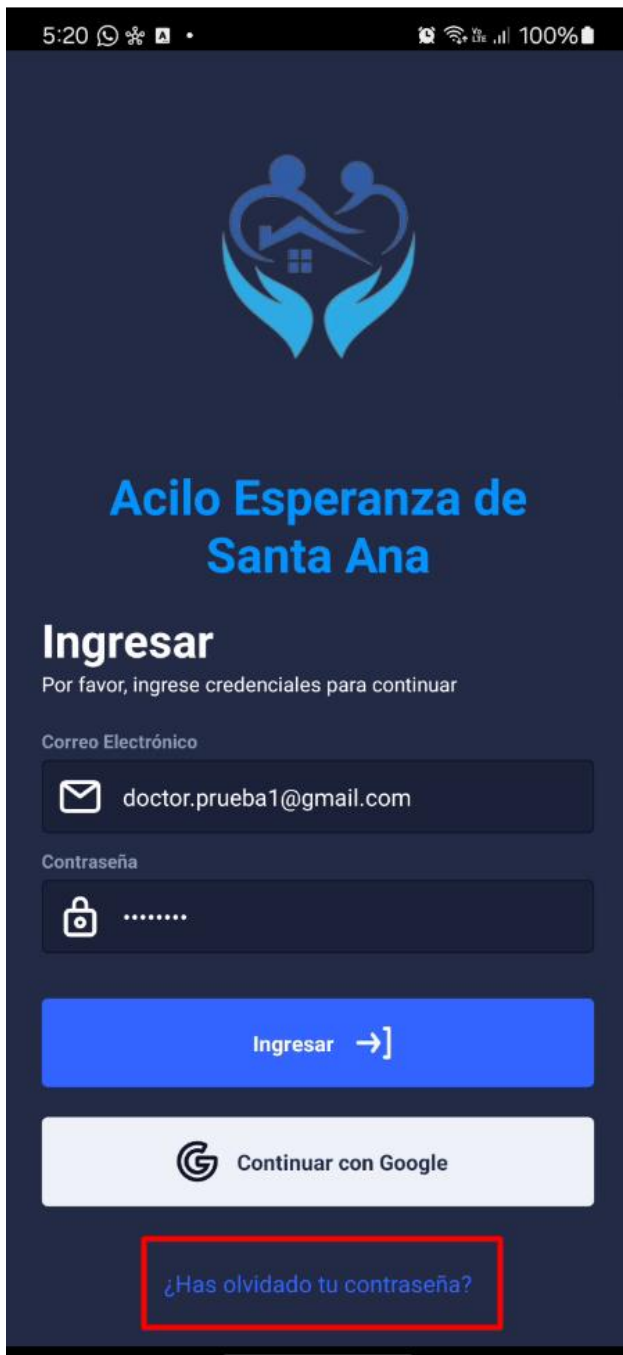 5:20
100%
Acilo Esperanza de
Santa Ana
Ingresar
Por favor, ingrese credenciales para continuar
Correo Electrónico
doctor.prueba1@gmail.com
Contraseña
••••••••
Ingresar
Continuar con Google
¿Has olvidado tu contraseña?